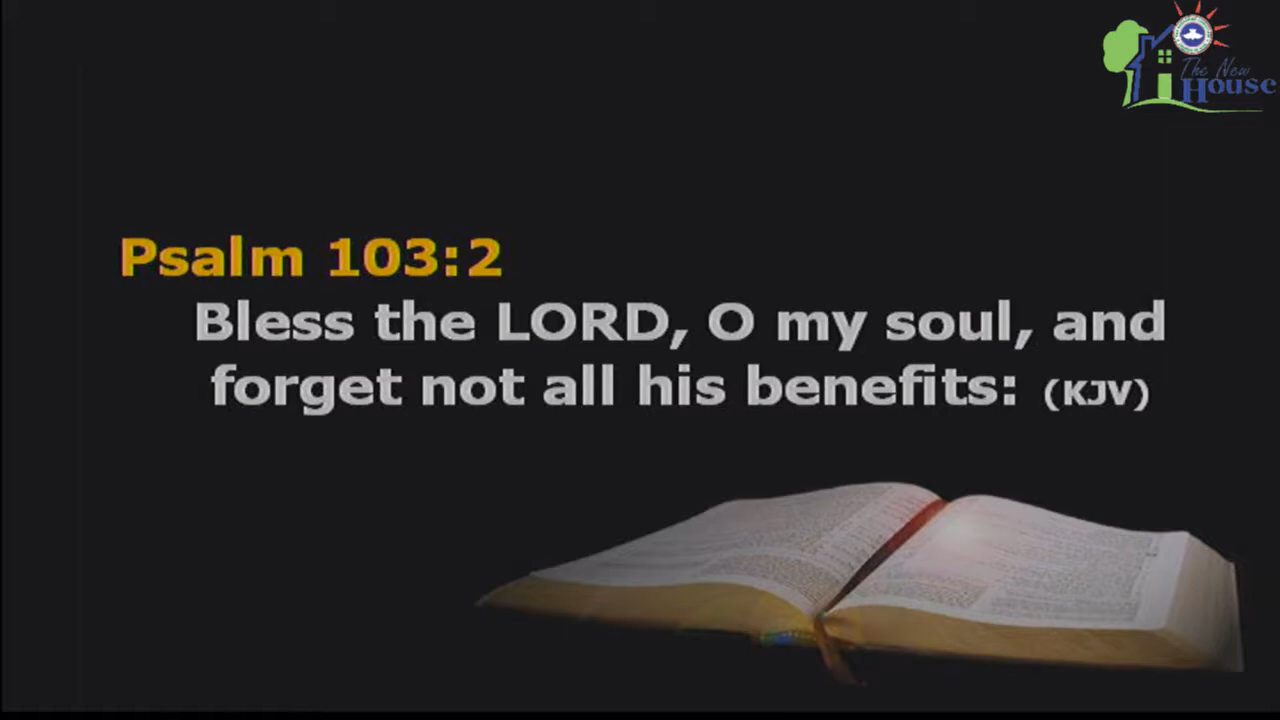 The New
House
Psalm 103:2
Bless the LORD, O my soul, and
forget not all his benefits: (KJV)